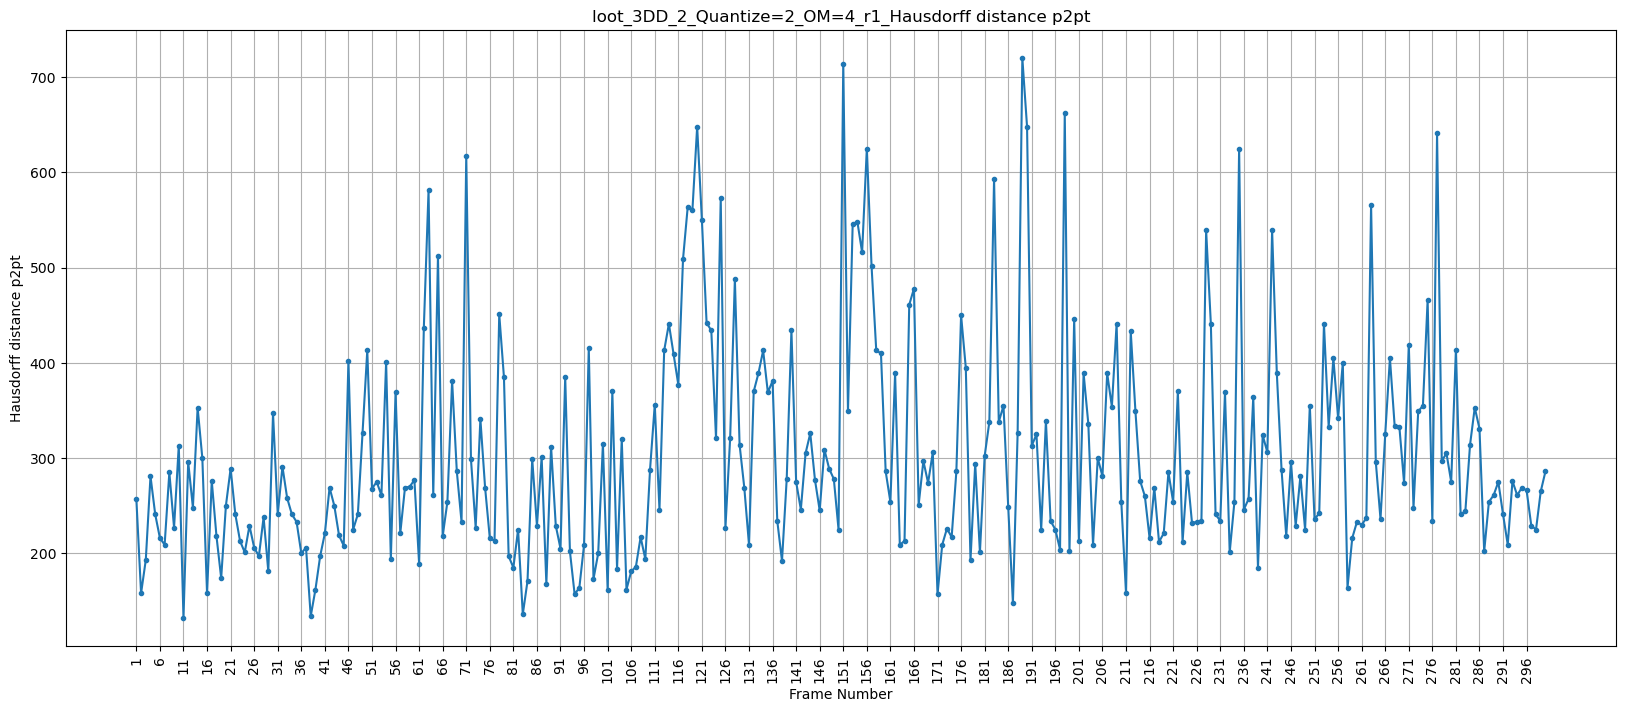 loot_3DD_2_Quantize=2_OM=4_r1_Hausdorff distance p2pt
Hausdorff distance p2pt
700
600
500
400
300
200
1 6 11 16 21 26 31 36 41 46 51 56 61 66 71 76 81 86 91 96 101 106 111 116 121 126 131 136 141 146 151 156 161 166 171 176 181 186 191 196 201 206 211 216 221 226 231 236 241 246 251 256 261 266 271 276 281 286 291 296
Frame Number